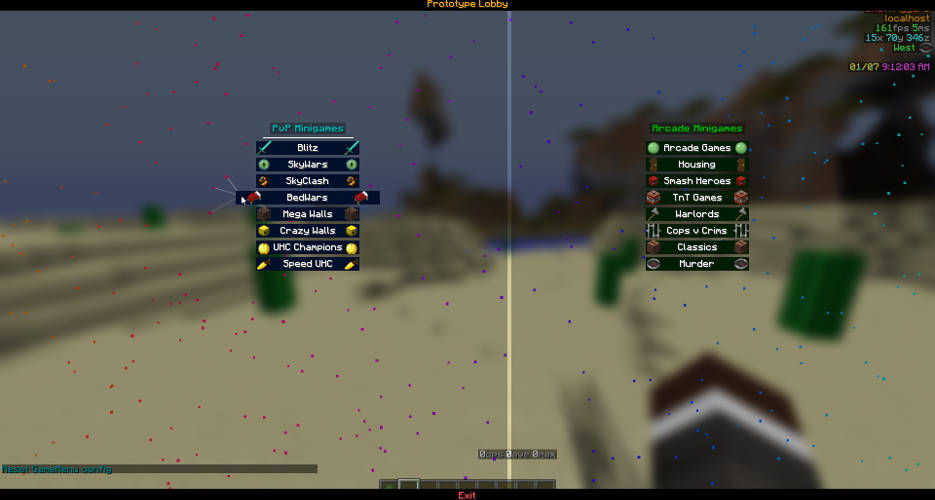 Prototype Lobby
localhost
161fps 5ms
15x 70y 346z
West
01/07 9:12:03 AM
PvP Minigames
Blitz
SkyWars
SkyClash
BedWars
Mega Walls
Crazy Walls
UHC Champions
Speed UHC
Arcade Minigames
Arcade Games
Housing
Smash Heroes
TnT Games
Warlords
Cops v Crims
Classics
Murder
0cps 0ave 0max
Reset GameMenu config
Exit